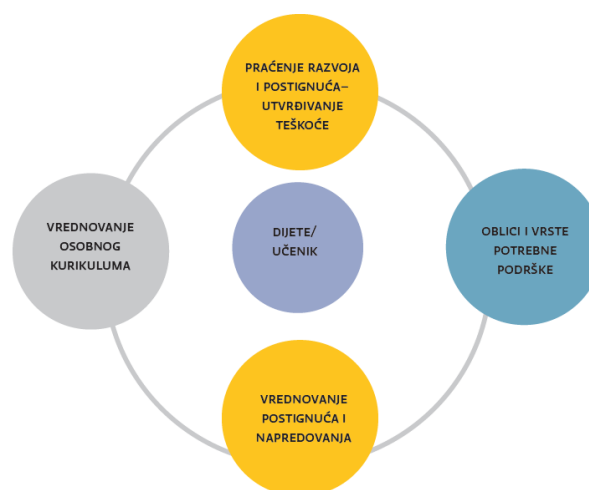 PRAĆENJE RAZVOJA
I POSTIGNUĆA–
UTVRĐIVANJE
TEŠKOĆE
VREDNOVANJE
OSOBNOG
KURIKULUMA
DIJETE/
UČENIK
OBLICI I VRSTE
POTREBNE
PODRŠKE
VREDNOVANJE
POSTIGNUĆA I
NAPREDOVANJA